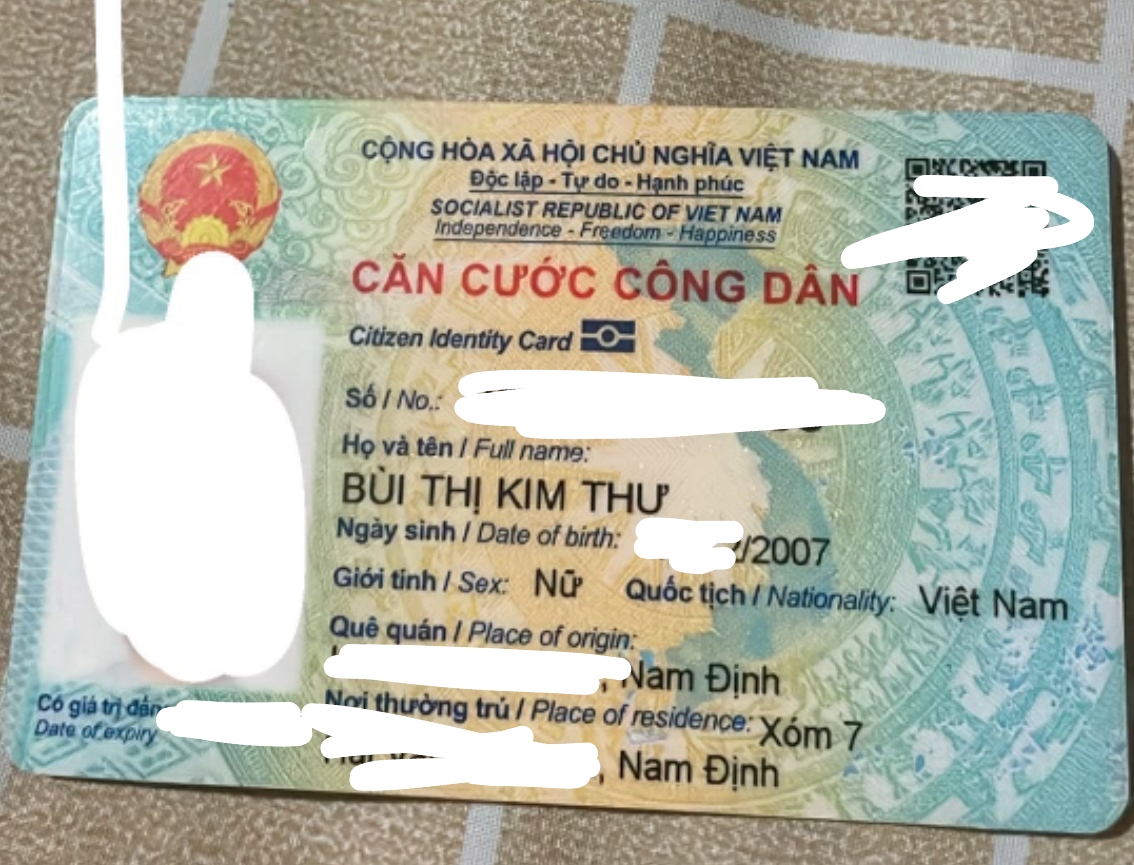 CỘNG HÒA XÃ HỘI CHỦ NGHĨA VIỆT NAM
Độc lập - Tự do - Hạnh phúc
SOCIALIST REPUBLIC OF VIET NAM
Independence - Freedom - Happiness
CĂN CƯỚC CÔNG DÂN
Citizen Identity Card
Số / No.:
Họ và tên / Full name:
BÙI THỊ KIM THƯ
Ngày sinh / Date of birth: /2007
Giới tính / Sex: Nữ Quốc tịch / Nationality: Việt Nam
Quê quán / Place of origin:
, Nam Định
Nơi thường trú / Place of residence: Xóm 7
, Nam Định
Có giá trị đến
Date of expiry